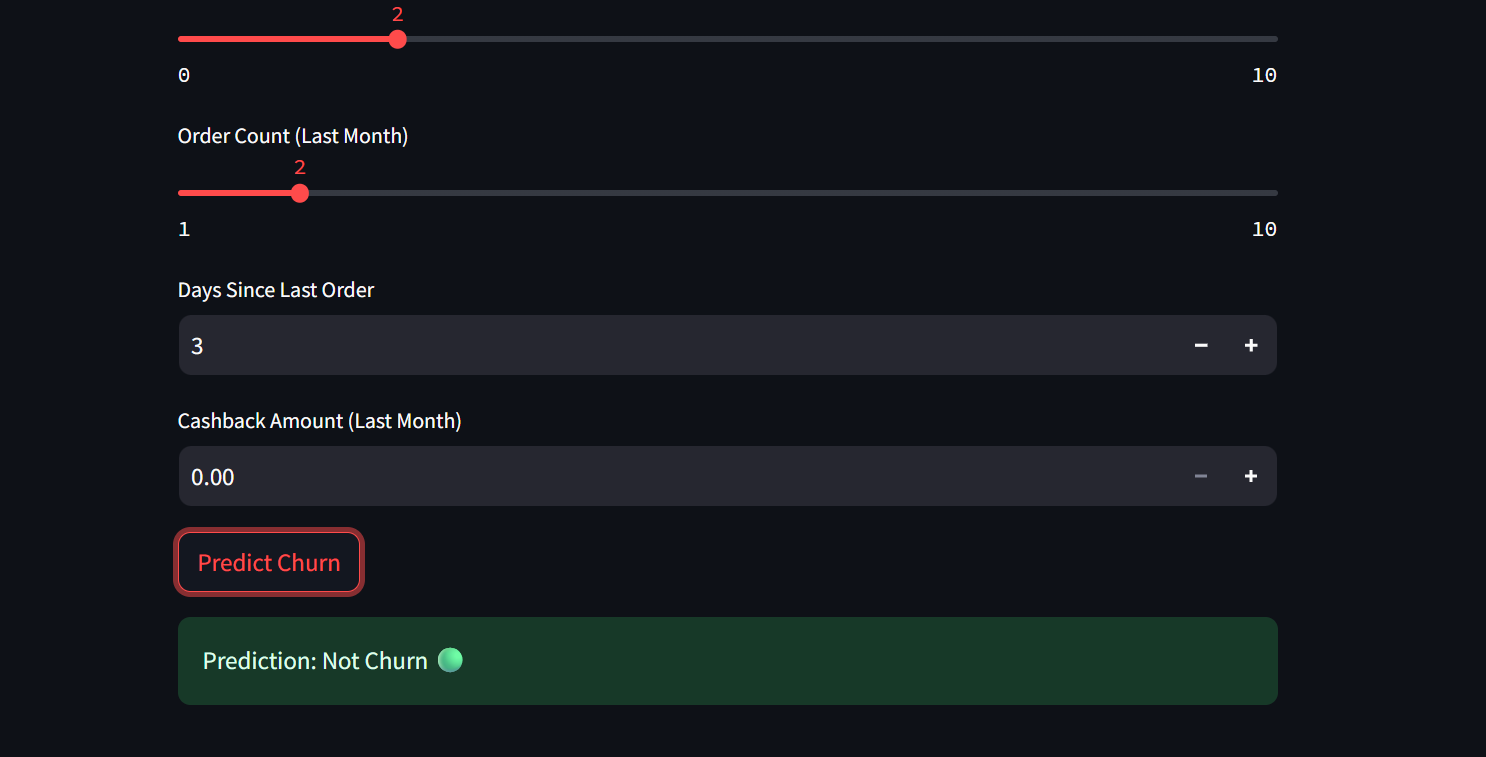 2
0 10
Order Count (Last Month)
2
1 10
Days Since Last Order
3 − +
Cashback Amount (Last Month)
0.00 − +
Predict Churn
Prediction: Not Churn 🟢